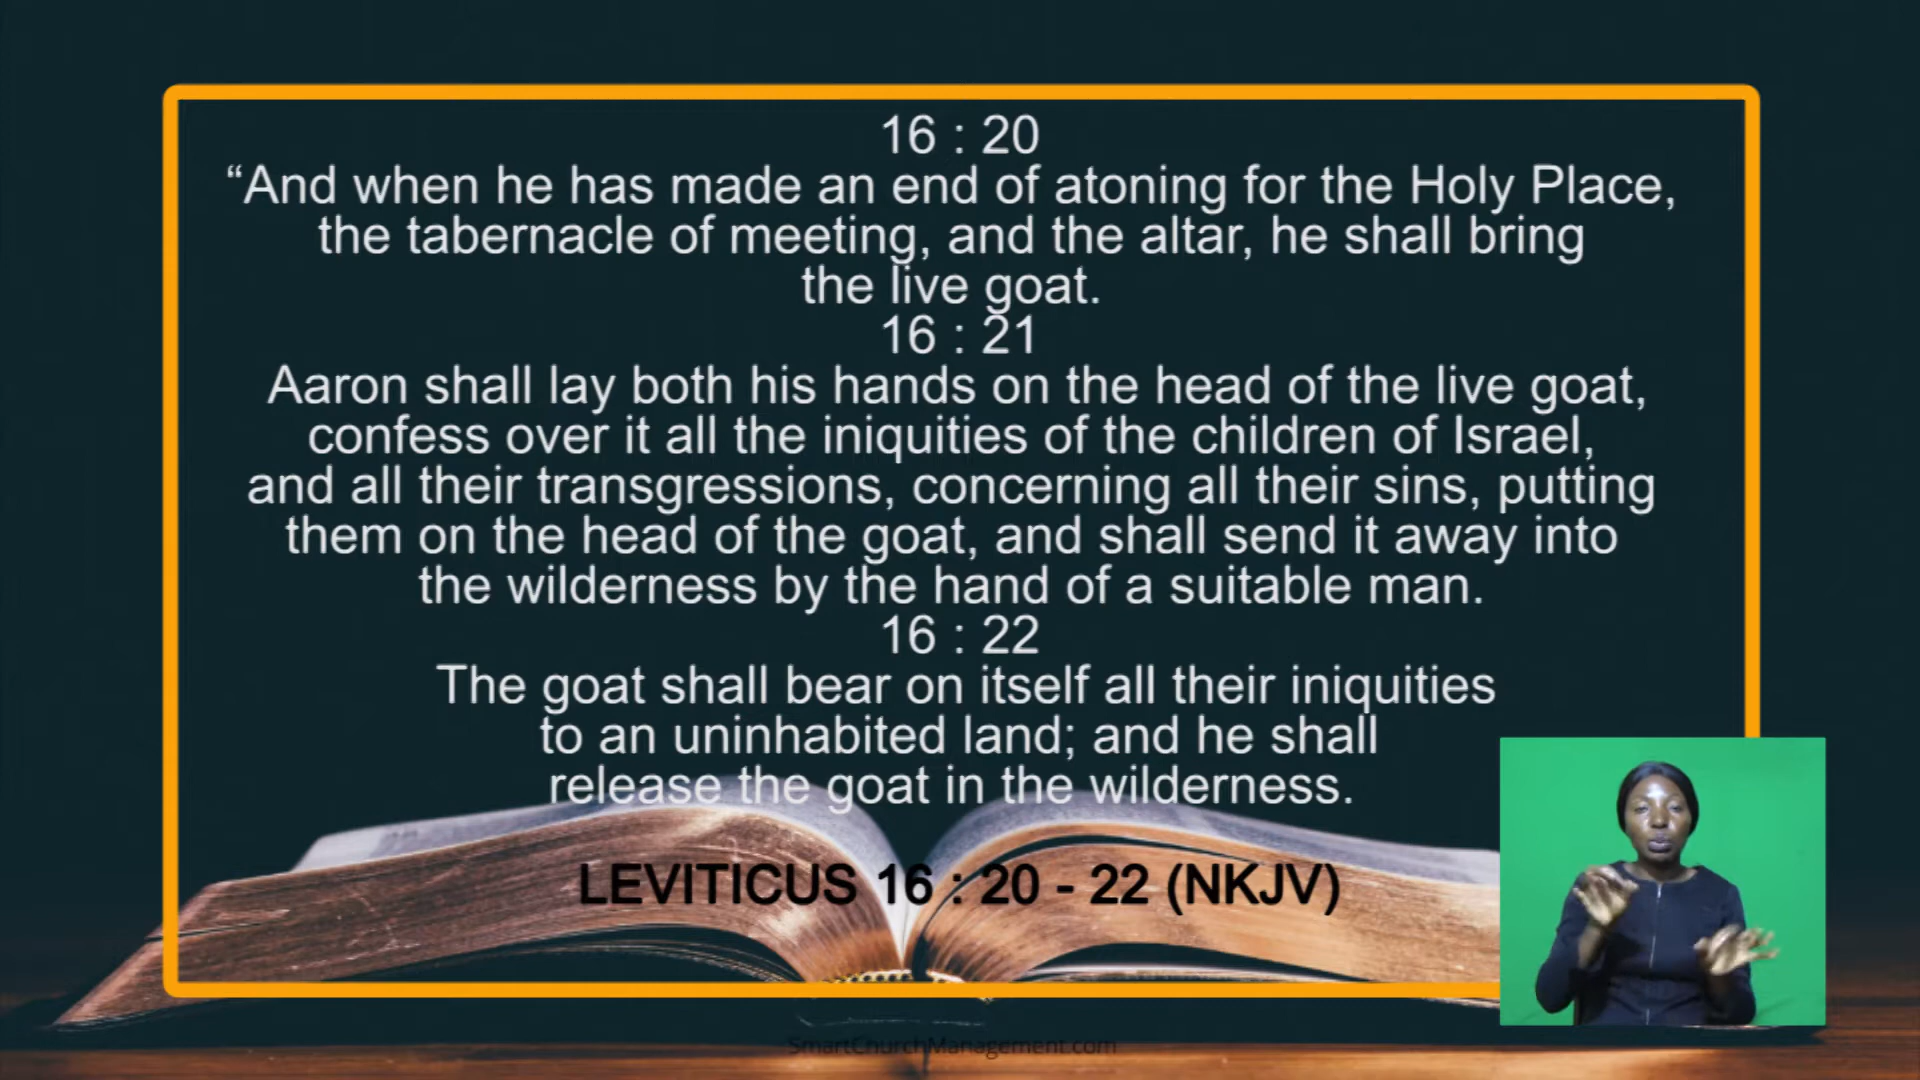 16 : 20
“And when he has made an end of atoning for the Holy Place,
the tabernacle of meeting, and the altar, he shall bring
the live goat.
16 : 21
Aaron shall lay both his hands on the head of the live goat,
confess over it all the iniquities of the children of Israel,
and all their transgressions, concerning all their sins, putting
them on the head of the goat, and shall send it away into
the wilderness by the hand of a suitable man.
16 : 22
The goat shall bear on itself all their iniquities
to an uninhabited land; and he shall
release the goat in the wilderness.
LEVITICUS 16 : 20 - 22 (NKJV)
SmartChurchManagement.com